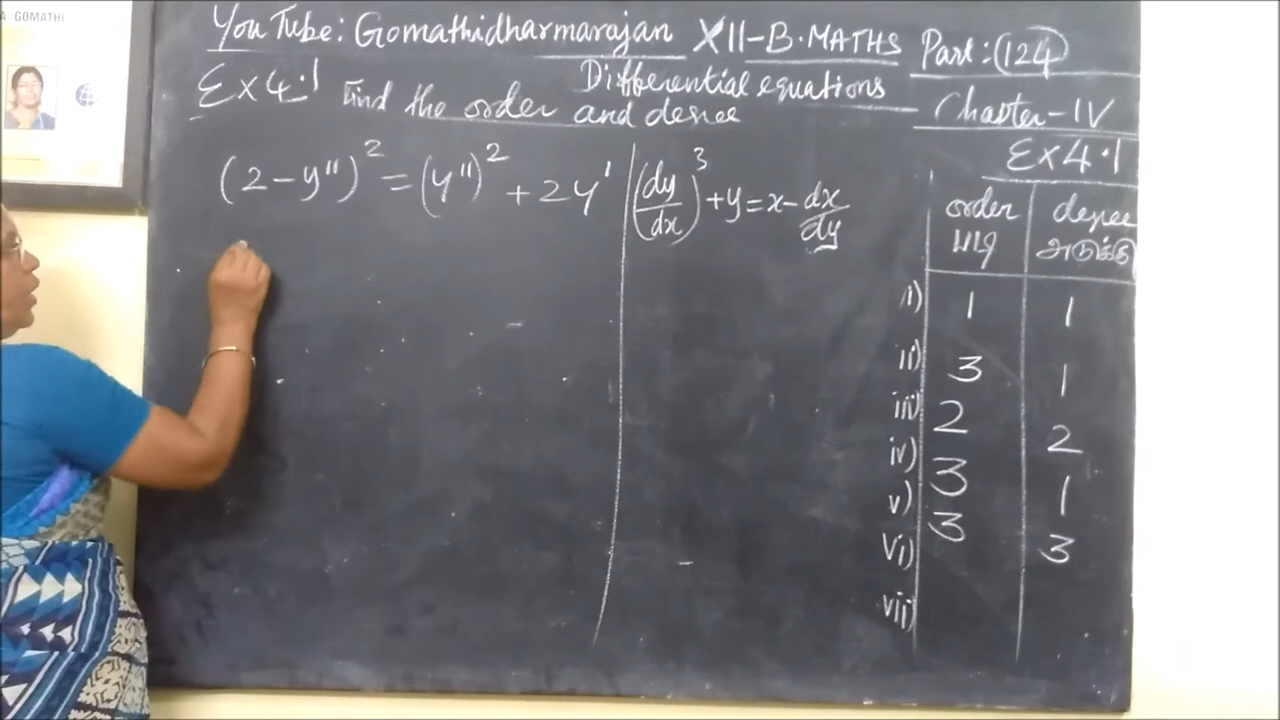 A: GOMATHI
YouTube: Gomathidharmarajan XII-B.MATHS Part: (124)
Differential equations
Ex 4.1 Find the order and degree
Chapter-IV
Ex 4.1
(2-y'')² = (y'')² + 2y'
(dy/dx)³ + y = x - dx/dy
order degree
படி அடுக்கு
i) 1 1
ii) 3 1
iii) 2 2
iv) 3 1
v) 3 3
vi)
vii)